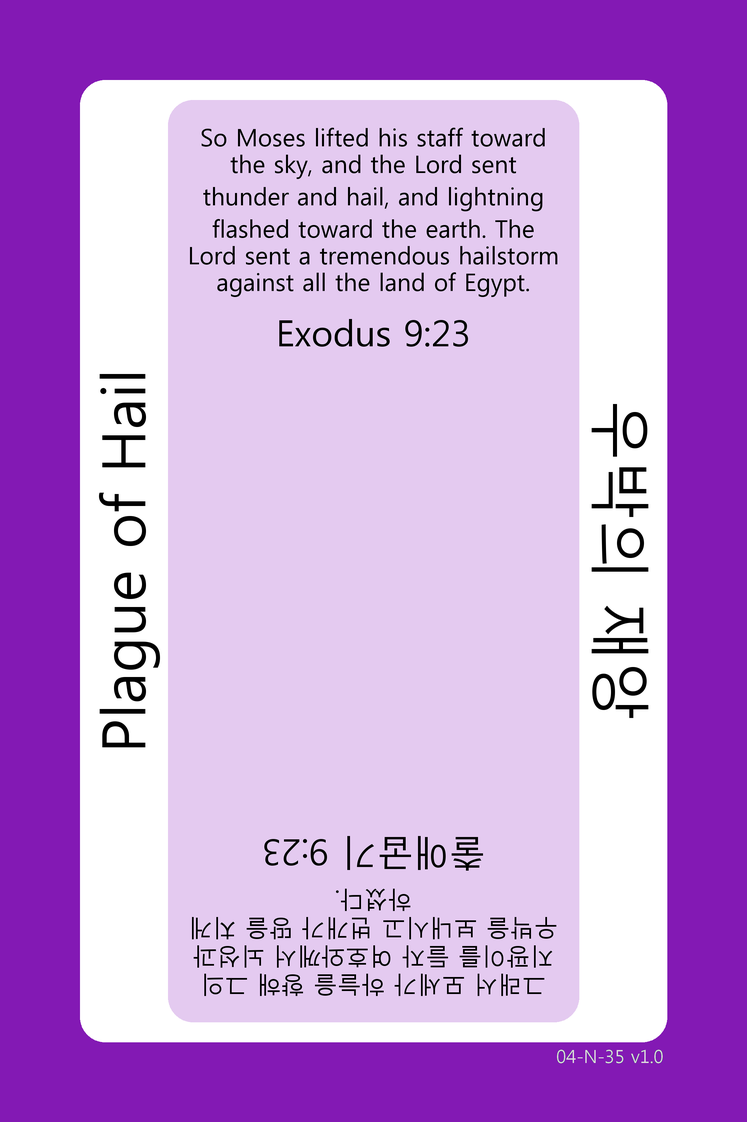 So Moses lifted his staff toward
the sky, and the Lord sent
thunder and hail, and lightning
flashed toward the earth. The
Lord sent a tremendous hailstorm
against all the land of Egypt.
Exodus 9:23
Plague of Hail
우박의 재앙
그래서 모세가 하늘을 향해 그의
지팡이를 들자 여호와께서 뇌성과
우박을 보내시고 번개가 땅을 치게
하셨다.
출애굽기 9:23
04-N-35 v1.0